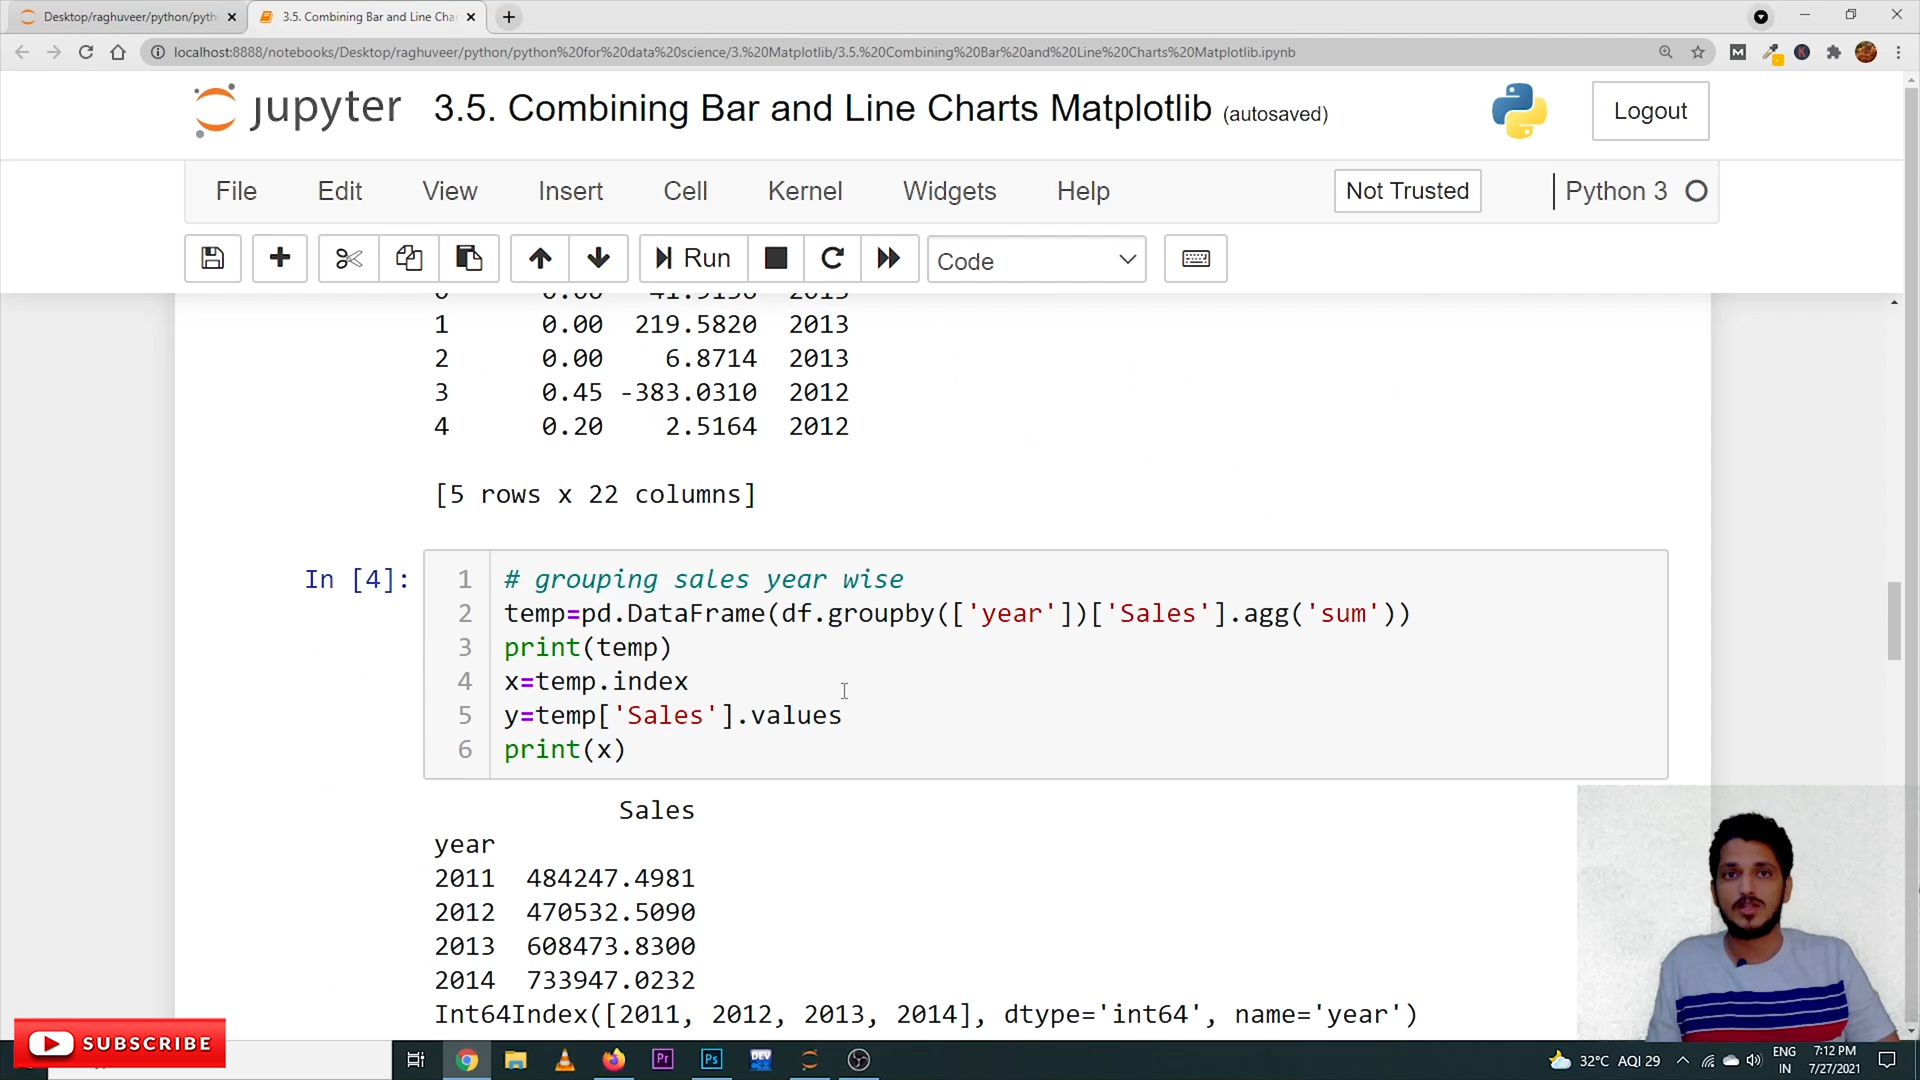 Desktop/raghuveer/python/pyth
3.5. Combining Bar and Line Cha
localhost:8888/notebooks/Desktop/raghuveer/python/python%20for%20data%20science/3.%20Matplotlib/3.5.%20Combining%20Bar%20and%20Line%20Charts%20Matplotlib.ipynb
jupyter 3.5. Combining Bar and Line Charts Matplotlib (autosaved)
Logout
File Edit View Insert Cell Kernel Widgets Help Not Trusted Python 3
Run Code
1 0.00 219.5820 2013
2 0.00 6.8714 2013
3 0.45 -383.0310 2012
4 0.20 2.5164 2012
[5 rows x 22 columns]
In [4]:
1 # grouping sales year wise
2 temp=pd.DataFrame(df.groupby(['year'])['Sales'].agg('sum'))
3 print(temp)
4 x=temp.index
5 y=temp['Sales'].values
6 print(x)
Sales
year
2011 484247.4981
2012 470532.5090
2013 608473.8300
2014 733947.0232
Int64Index([2011, 2012, 2013, 2014], dtype='int64', name='year')
SUBSCRIBE
Pr
Ps
DEV
32°C AQI 29
ENG
IN
7:12 PM
7/27/2021